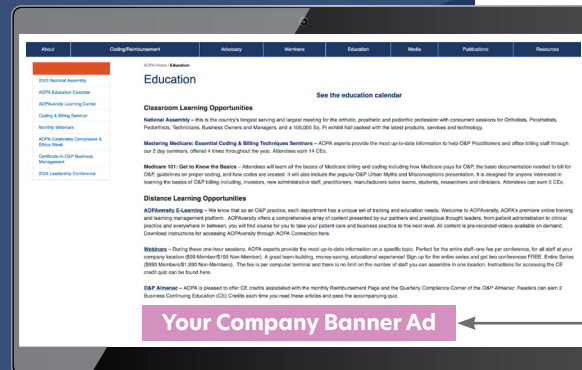 About Coding/Reimbursement Advocacy Members Education Media Publications Resources
AOPA Home / Education
Education
2023 National Assembly
AOPA Education Calendar
AOPAversity Learning Center
Coding & Billing Seminar
Monthly Webinars
AOPA Celebrates Compliance &
Ethics Week
Certificate in O&P Business
Management
2024 Leadership Conference
See the education calendar
Classroom Learning Opportunities
National Assembly – this is the country's longest serving and largest meeting for the orthotic, prosthetic and pedorthic profession with concurrent sessions for Orthotists, Prosthetists,
Pedorthists, Technicians, Business Owners and Managers, and a 100,000 Sq. Ft exhibit hall packed with the latest products, services and technology.
Mastering Medicare: Essential Coding & Billing Techniques Seminars – AOPA experts provide the most up-to-date information to help O&P Practitioners and office billing staff through
our 2 day seminars, offered 4 times throughout the year. Attendees earn 14 CEs.
Medicare 101: Get to Know the Basics – Attendees will learn all the basics of Medicare billing and coding including how Medicare pays for O&P, the basic documentation needed to bill for
O&P, guidelines on proper coding, and how codes are created. It will also include the popular O&P Urban Myths and Misconceptions presentation. It is designed for anyone interested in
learning the basics of O&P billing including, investors, new administrative staff, practitioners, manufacturers sales teams, students, researchers and clinicians. Attendees can earn 5 CEs.
Distance Learning Opportunities
AOPAversity E-Learning – We know that as an O&P practice, each department has a unique set of training and education needs. Welcome to AOPAversity, AOPA's premiere online training
and learning management platform. AOPAversity offers a comprehensive array of content presented by our partners and prestigious thought leaders, from patient administration to clinical
practice and everywhere in between, you will find course for you to take your patient care and business practice to the next level. All content is pre-recorded videos available on demand.
Download instructions for accessing AOPAversity through AOPA Connection here.
Webinars – During these one-hour sessions, AOPA experts provide the most up-to-date information on a specific topic. Perfect for the entire staff–one fee per conference, for all staff at your
company location ($99 Member/$199 Non-Member). A great team-building, money-saving, educational experience! Sign up for the entire series and get two conferences FREE. Entire Series
($990 Members/$1,990 Non-Members). The fee is per computer terminal and there is no limit on the number of staff you can assemble in one location. Instructions for accessing the CE
credit quiz can be found here.
O&P Almanac – AOPA is pleased to offer CE credits associated with the monthly Reimbursement Page and the Quarterly Compliance Corner of the O&P Almanac. Readers can earn 2
Business Continuing Education (CE) Credits each time you read these articles and pass the accompanying quiz.
Your Company Banner Ad